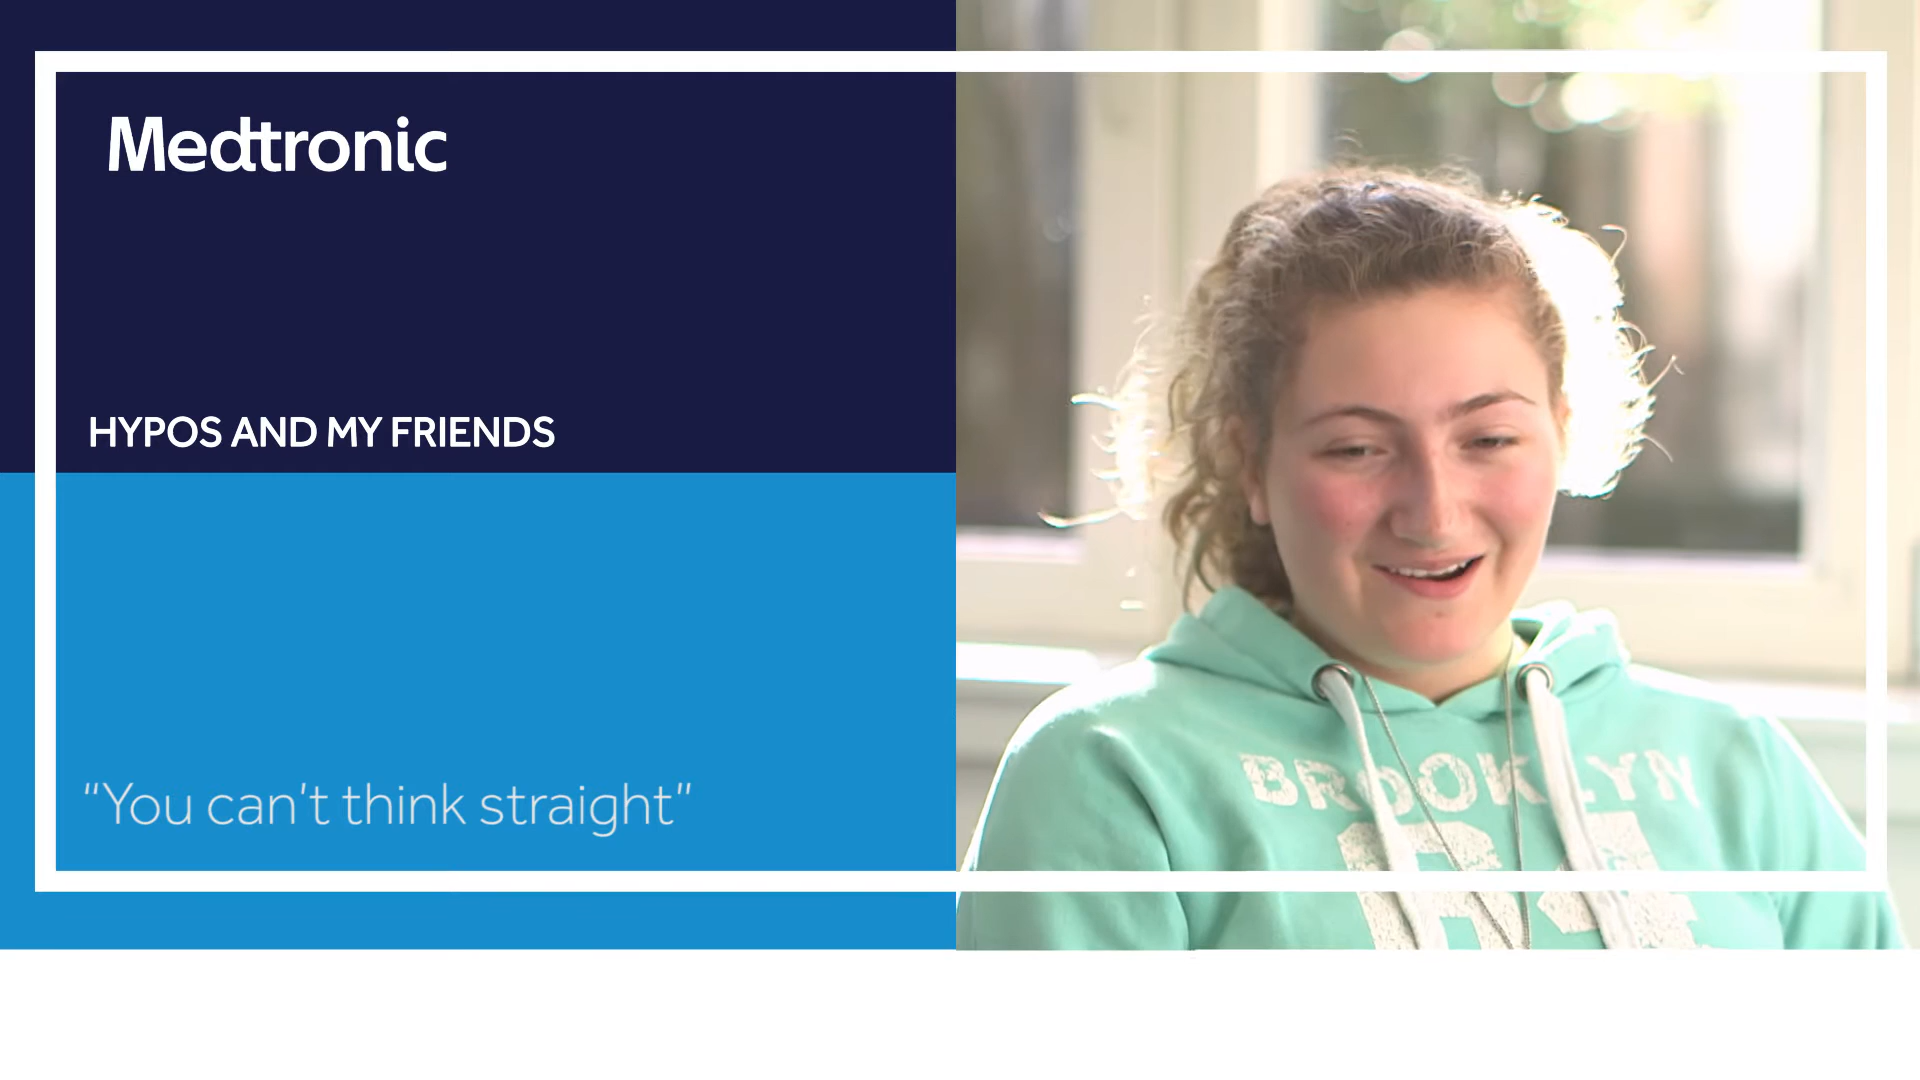 Medtronic
HYPOS AND MY FRIENDS
“You can't think straight”
BROOKLYN